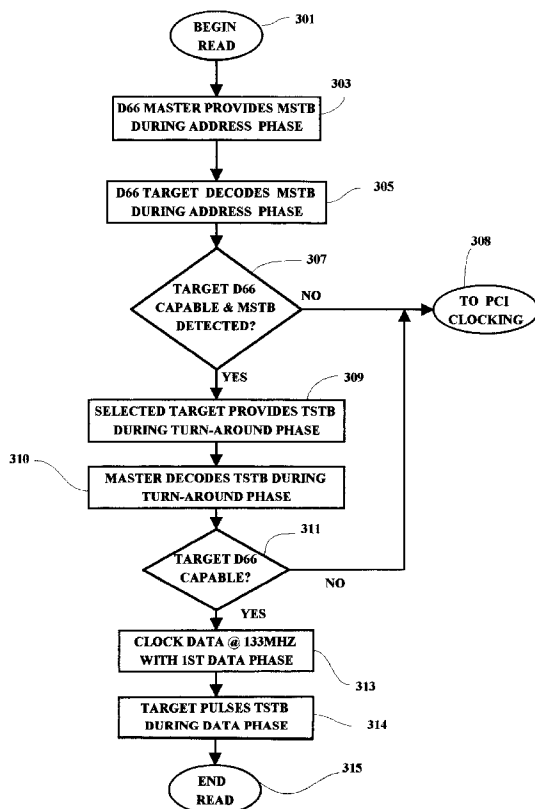 BEGIN
READ
301
303
D66 MASTER PROVIDES MSTB
DURING ADDRESS PHASE
D66 TARGET DECODES MSTB
DURING ADDRESS PHASE
305
307
308
TARGET D66
CAPABLE & MSTB
DETECTED?
NO
TO PCI
CLOCKING
YES
309
SELECTED TARGET PROVIDES TSTB
DURING TURN-AROUND PHASE
310
MASTER DECODES TSTB DURING
TURN-AROUND PHASE
311
TARGET D66
CAPABLE?
NO
YES
CLOCK DATA @ 133MHZ
WITH 1ST DATA PHASE
313
TARGET PULSES TSTB
DURING DATA PHASE
314
315
END
READ